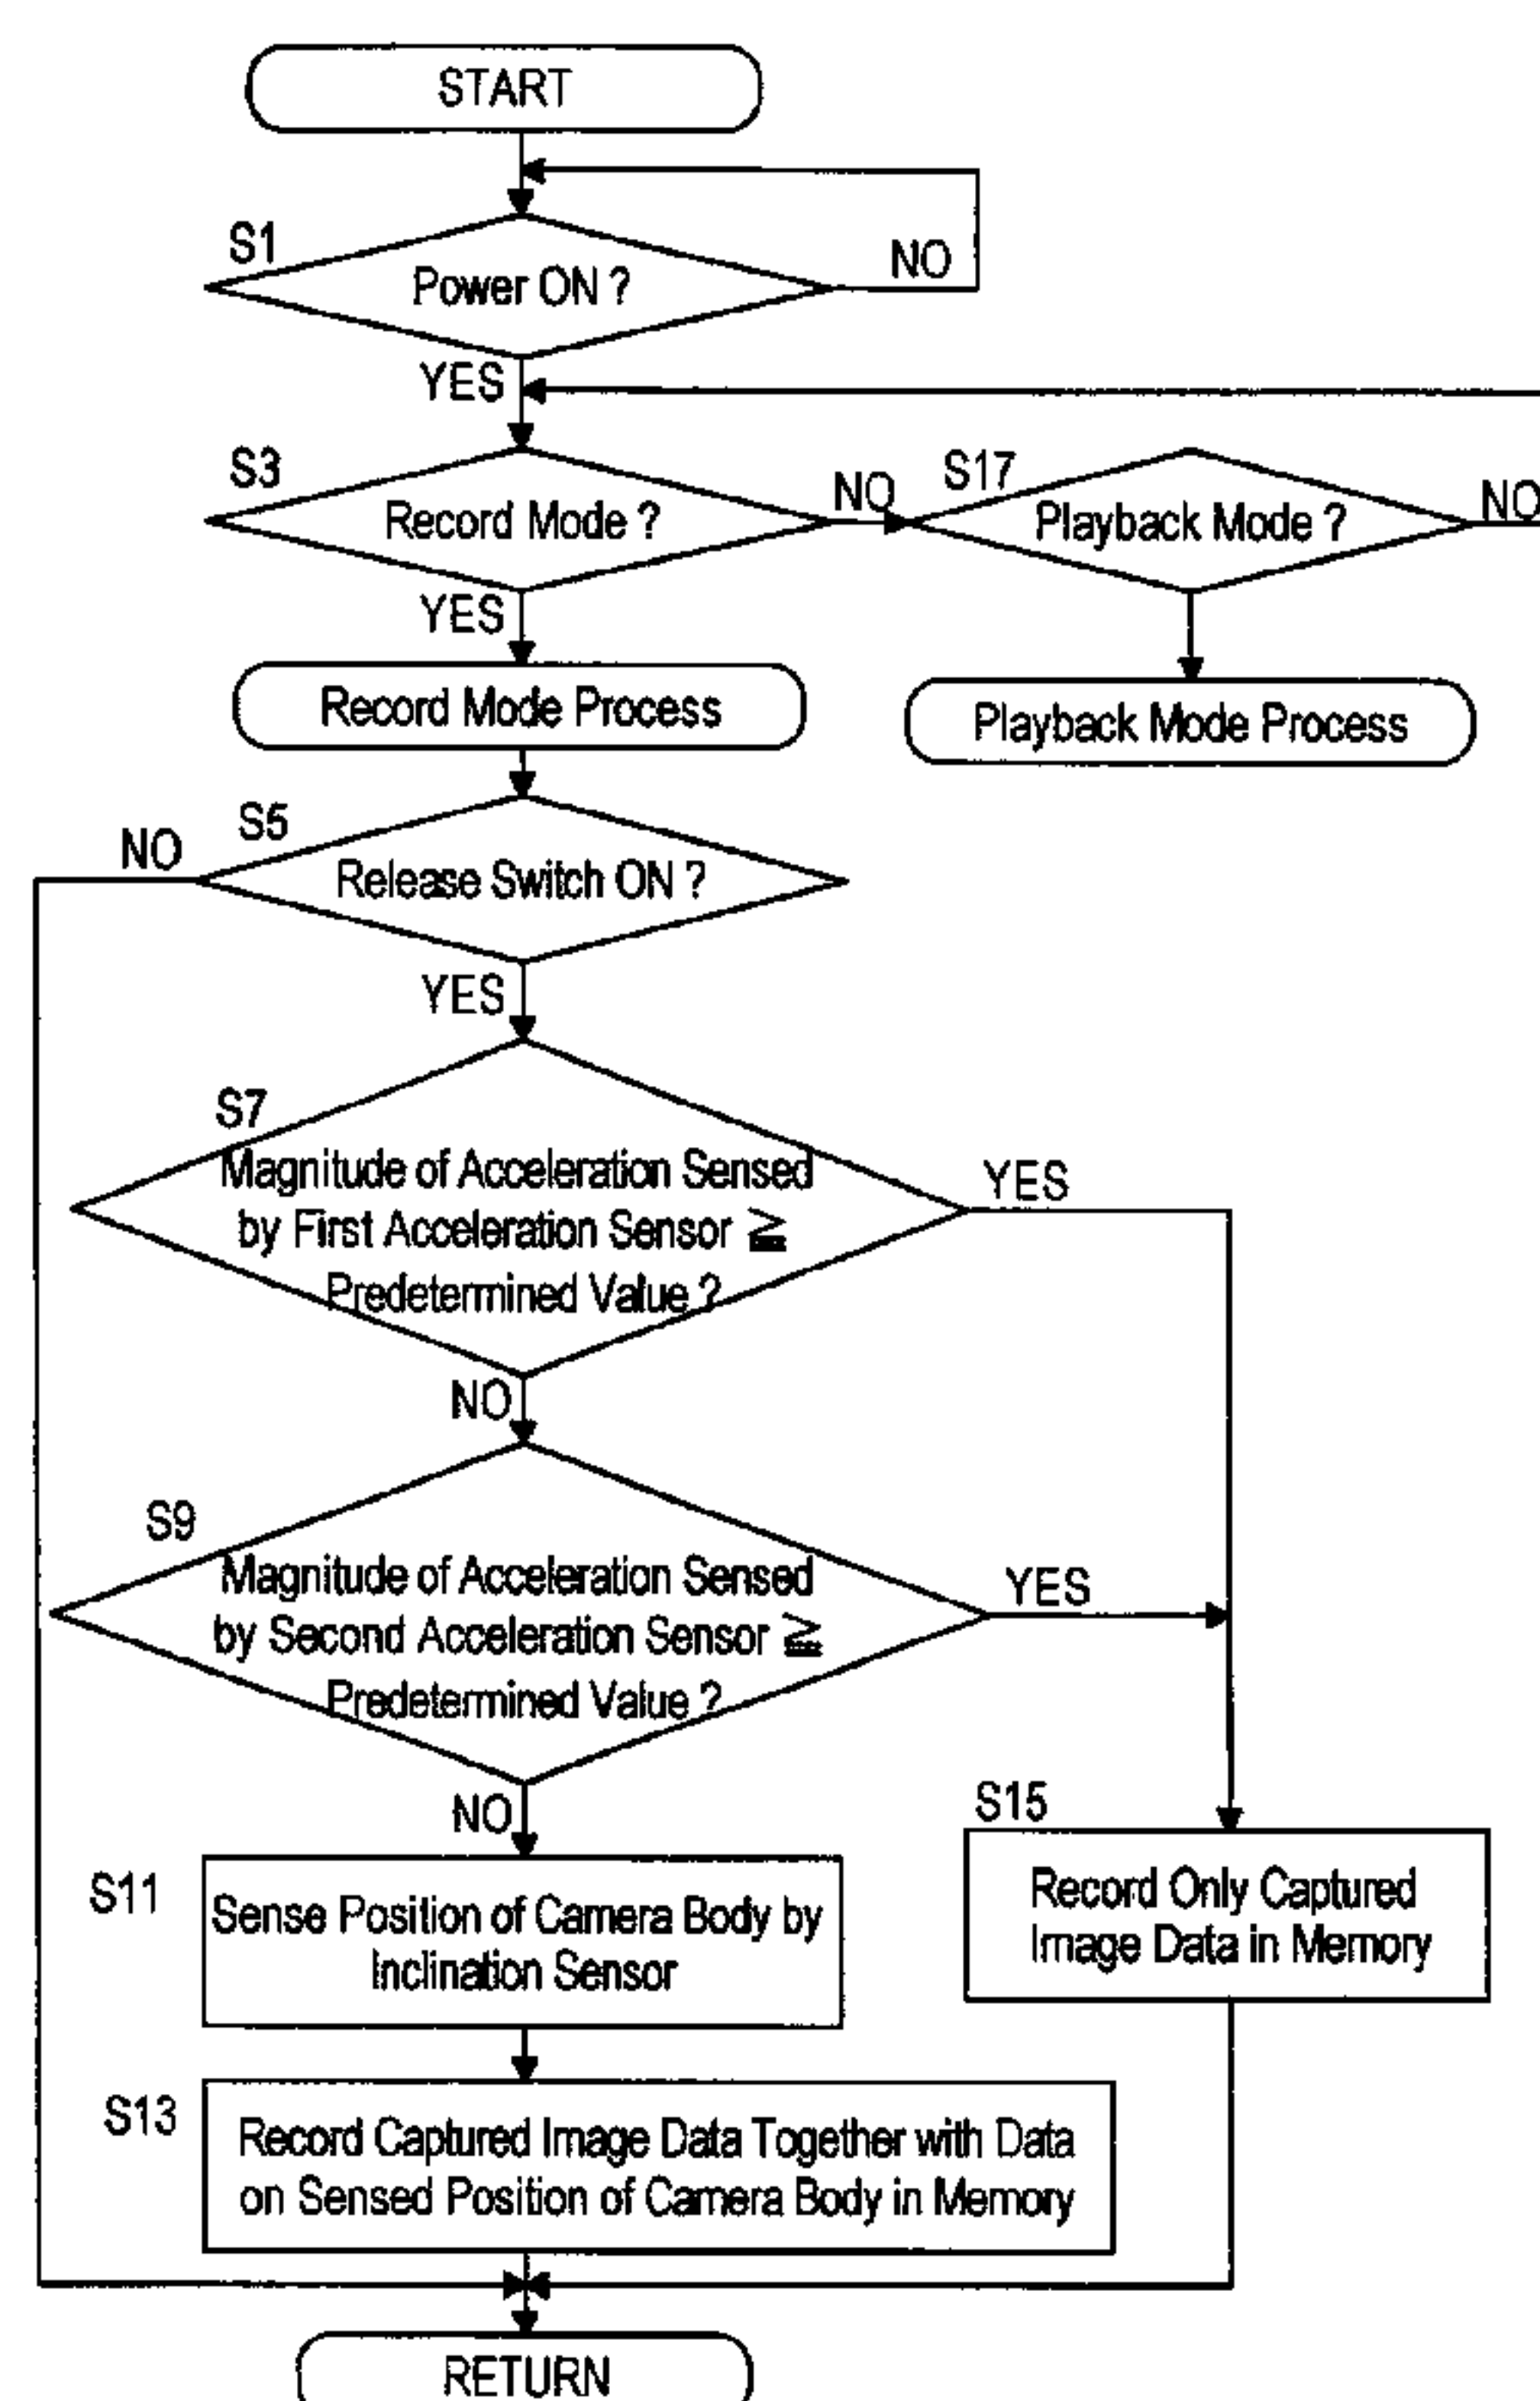 START
S1
Power ON ?
NO
YES
S3
Record Mode ?
NO
S17
Playback Mode ?
NO
YES
Record Mode Process
Playback Mode Process
S5
NO
Release Switch ON ?
YES
S7
Magnitude of Acceleration Sensed
by First Acceleration Sensor ≧
Predetermined Value ?
YES
NO
S9
Magnitude of Acceleration Sensed
by Second Acceleration Sensor ≧
Predetermined Value ?
YES
NO
S11
Sense Position of Camera Body by
Inclination Sensor
S15
Record Only Captured
Image Data in Memory
S13
Record Captured Image Data Together with Data
on Sensed Position of Camera Body in Memory
RETURN